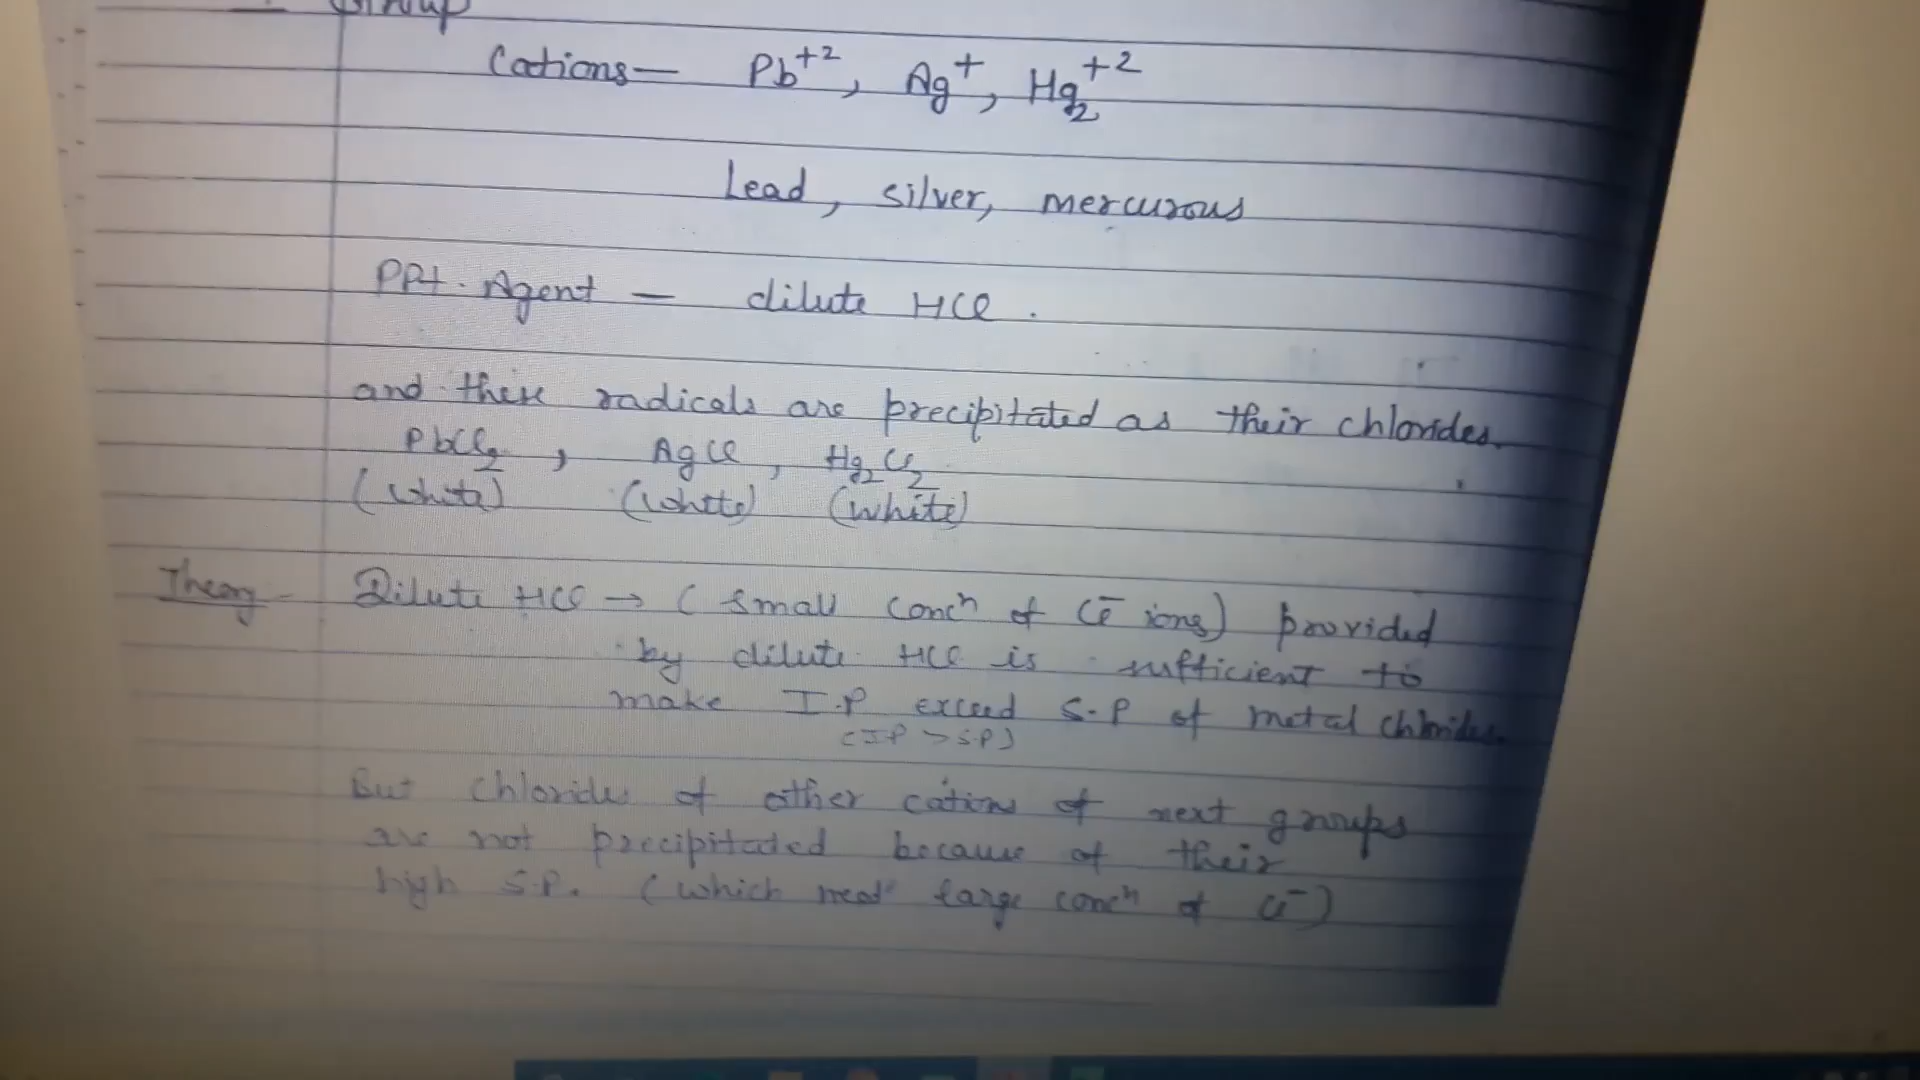 Group
Cations— Pb+2, Ag+, Hg2+2
Lead, silver, mercurous
PPt. Agent — dilute HCl.
and these radicals are precipitated as their chlorides.
PbCl2, AgCl, Hg2Cl2
(white) (white) (white)
Theory - Dilute HCl → (small concn of Cl- ions) provided
by dilute HCl is sufficient to
make I.P exceed S.P of metal chlorides.
(I.P > S.P)
But chlorides of other cations of next groups
are not precipitated because of their
high S.P. (which need large concn of Cl-)